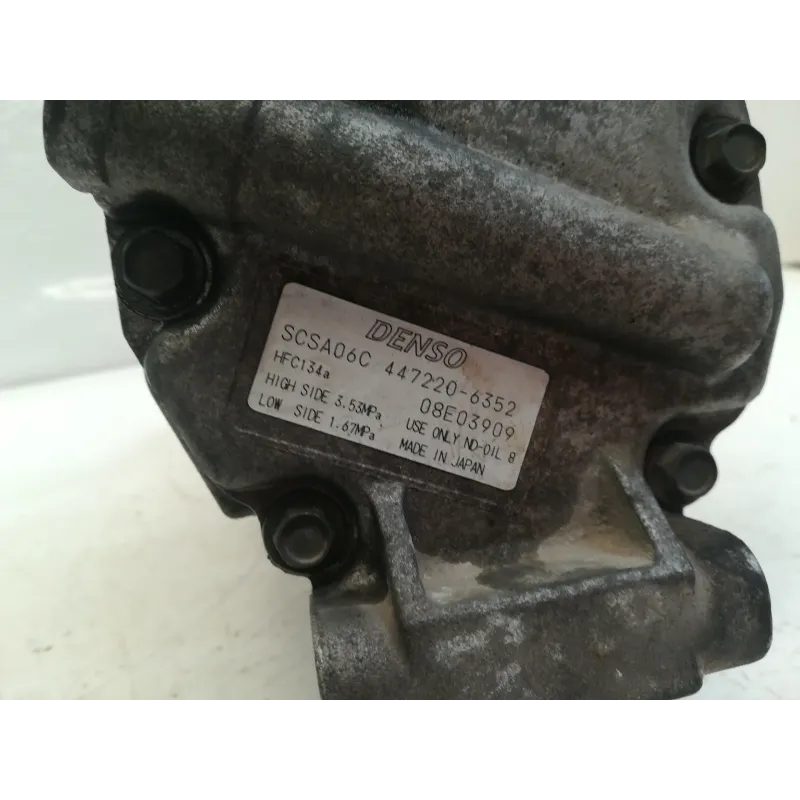 DENSO
SCSA06C 447220-6352
HFC134a 08E03909
HIGH SIDE 3.53MPa USE ONLY ND-OIL 8
LOW SIDE 1.67MPa MADE IN JAPAN